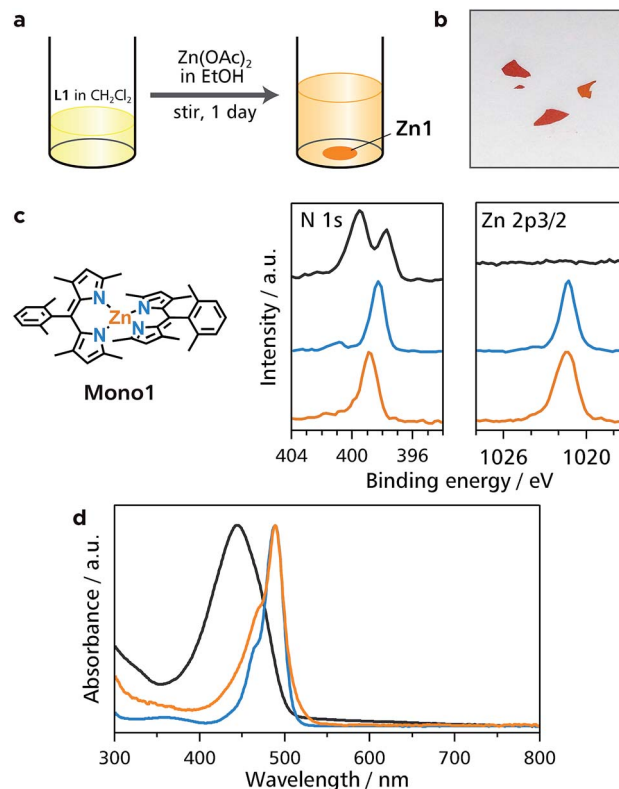 a
L1 in CH₂Cl₂
Zn(OAc)₂
in EtOH
stir, 1 day
Zn1
b
c
N
N
Zn
N
N
Mono1
N 1s
Zn 2p3/2
Intensity / a.u.
404
400
396
1026
1020
Binding energy / eV
d
Absorbance / a.u.
300
400
500
600
700
800
Wavelength / nm